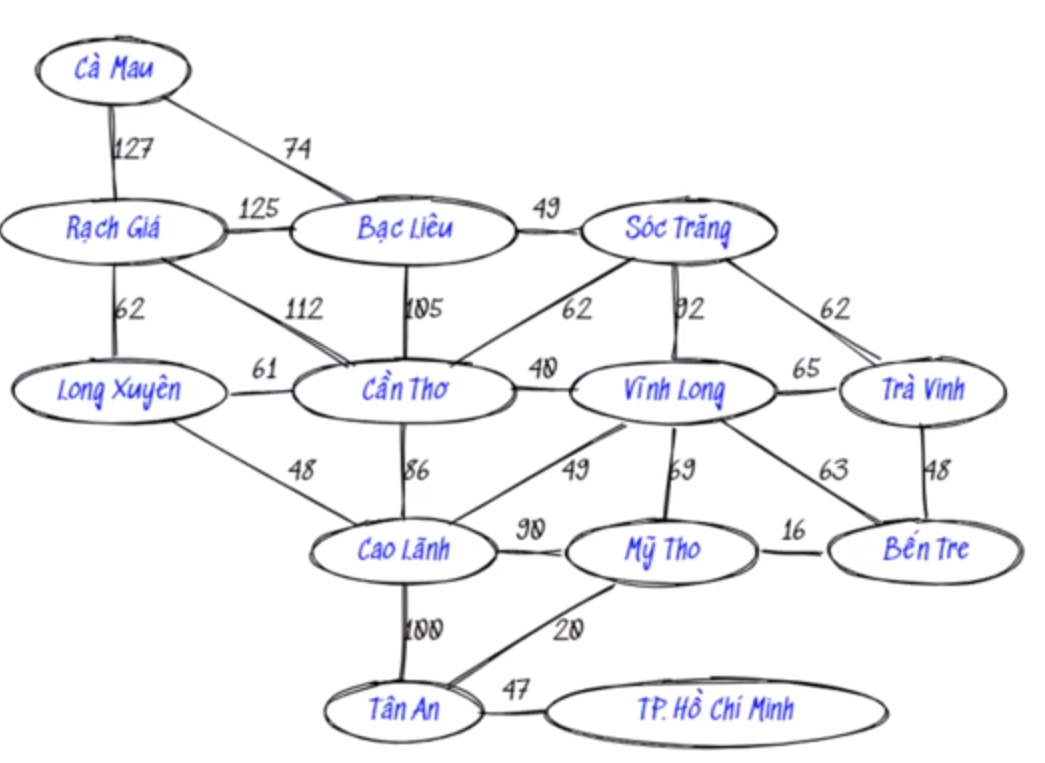 Cà Mau
127
74
Rạch Giá
125
Bạc Liêu
49
Sóc Trăng
62
112
105
62
92
62
Long Xuyên
61
Cần Thơ
40
Vĩnh Long
65
Trà Vinh
48
86
49
69
63
48
Cao Lãnh
90
Mỹ Tho
16
Bến Tre
100
20
Tân An
47
TP. Hồ Chí Minh